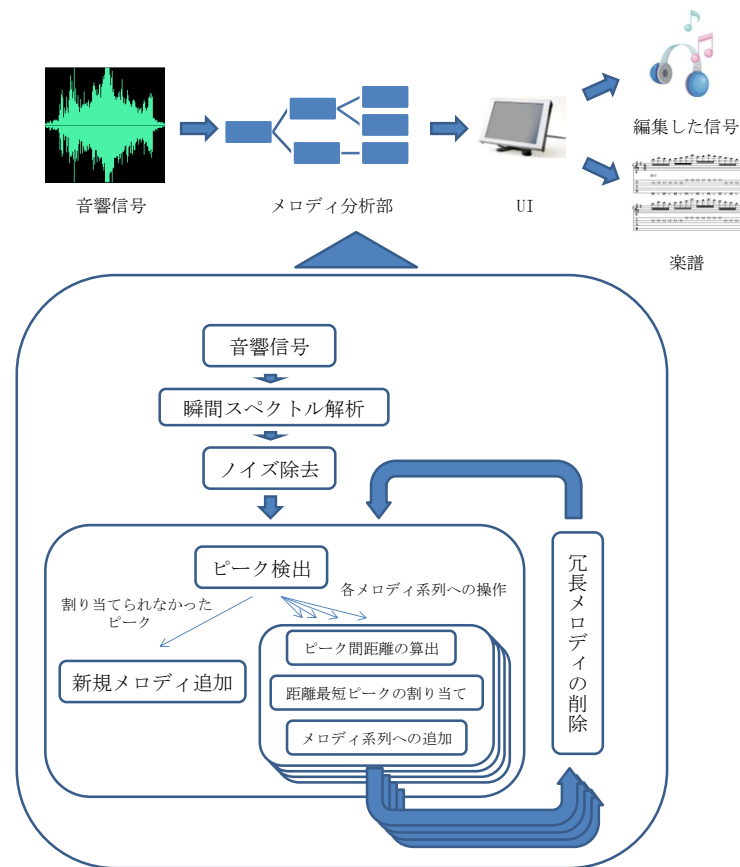 編集した信号
音響信号
メロディ分析部
UI
楽譜
音響信号
瞬間スペクトル解析
ノイズ除去
ピーク検出
割り当てられなかった
ピーク
各メロディ系列への操作
新規メロディ追加
ピーク間距離の算出
距離最短ピークの割り当て
メロディ系列への追加
冗長メロディの削除